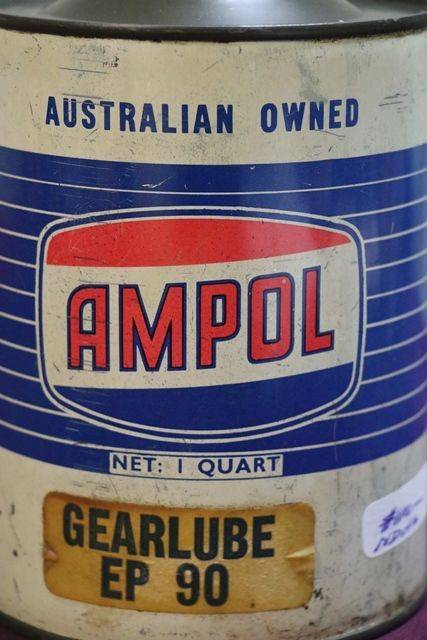 AUSTRALIAN OWNED
AMPOL
NET: 1 QUART
GEARLUBE
EP 90